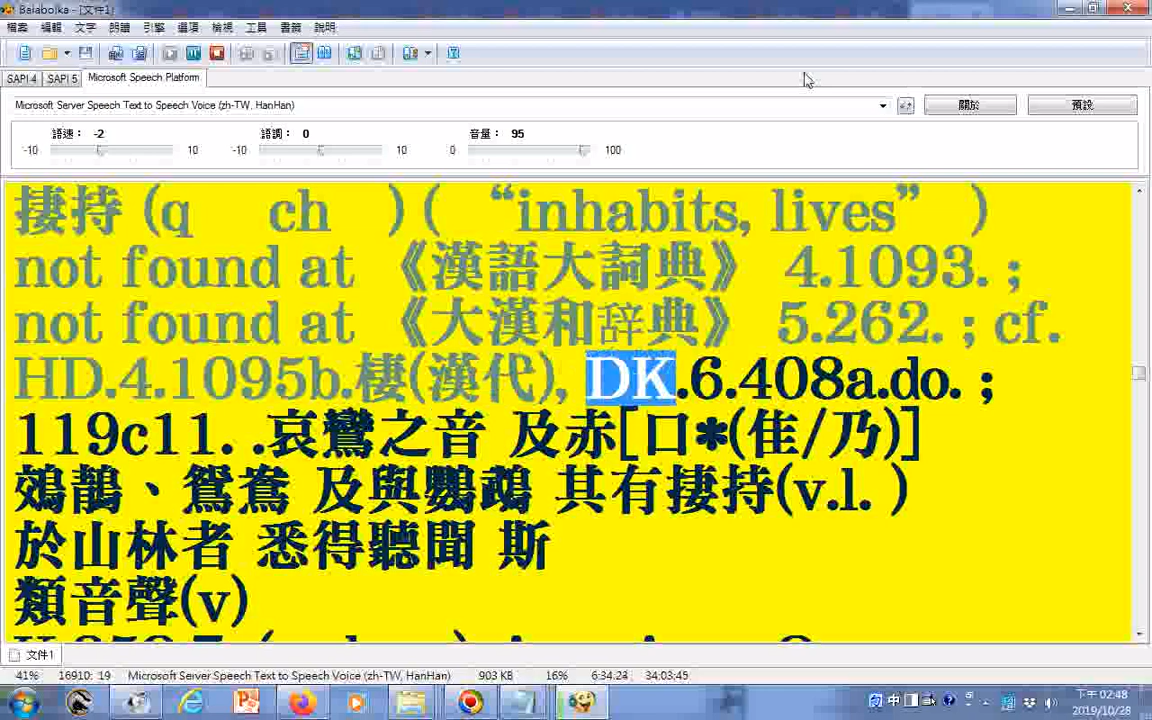 Balabolka - [文件1]
檔案 編輯 文字 朗讀 引擎 選項 檢視 工具 書籤 說明
SAPI 4 SAPI 5 Microsoft Speech Platform
Microsoft Server Speech Text to Speech Voice (zh-TW, HanHan) 關於 預設
語速： -2 語調： 0 音量： 95
-10 10 -10 10 0 100
捿持 (q ch )( “inhabits, lives” )
not found at 《漢語大詞典》 4.1093. ;
not found at 《大漢和辞典》 5.262. ; cf.
HD.4.1095b.棲(漢代), DK.6.408a.do. ;
119c11. .哀鸞之音 及赤[口*(隹/乃)]
鵁鶄、鴛鴦 及與鸚鵡 其有捿持(v.l. )
於山林者 悉得聽聞 斯
類音聲(v)
文件1
41% 16910: 19 Microsoft Server Speech Text to Speech Voice (zh-TW, HanHan) 903 KB 16% 6:34.23 34:03:45
中 下午 02:48
2019/10/28